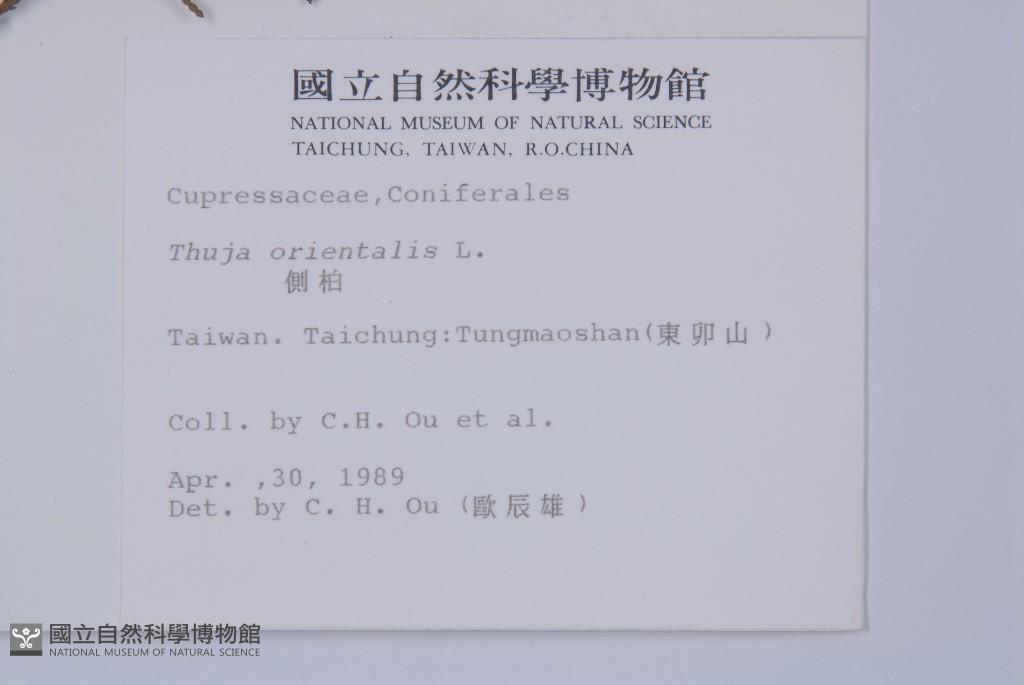 國立自然科學博物館
NATIONAL MUSEUM OF NATURAL SCIENCE
TAICHUNG, TAIWAN, R.O.CHINA
Cupressaceae,Coniferales
Thuja orientalis L.
側柏
Taiwan. Taichung:Tungmaoshan(東卯山)
Coll. by C.H. Ou et al.
Apr. ,30, 1989
Det. by C. H. Ou (歐辰雄)
國立自然科學博物館
NATIONAL MUSEUM OF NATURAL SCIENCE